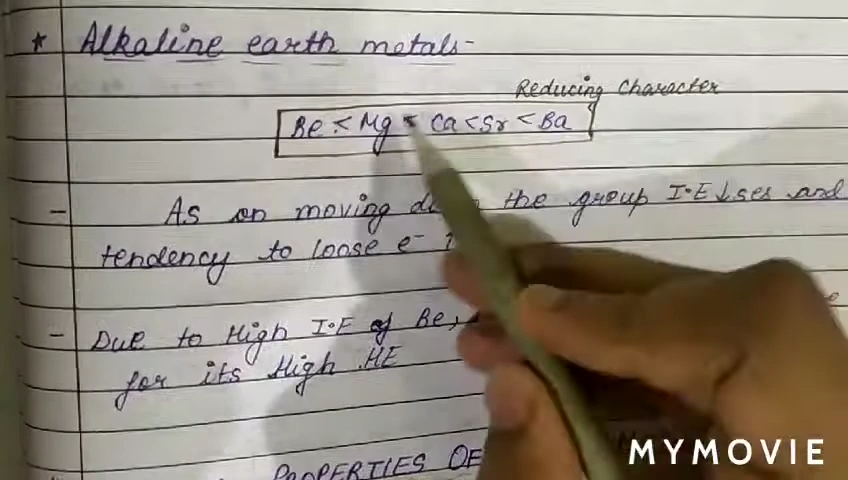 * Alkaline earth metals-
Reducing Character
Be < Mg < Ca < Sr < Ba
- As on moving the group I·E ↓ses and
tendency to loose e⁻
- Due to High I·E of Be,
for its High HE
PROPERTIES OF
MYMOVIE